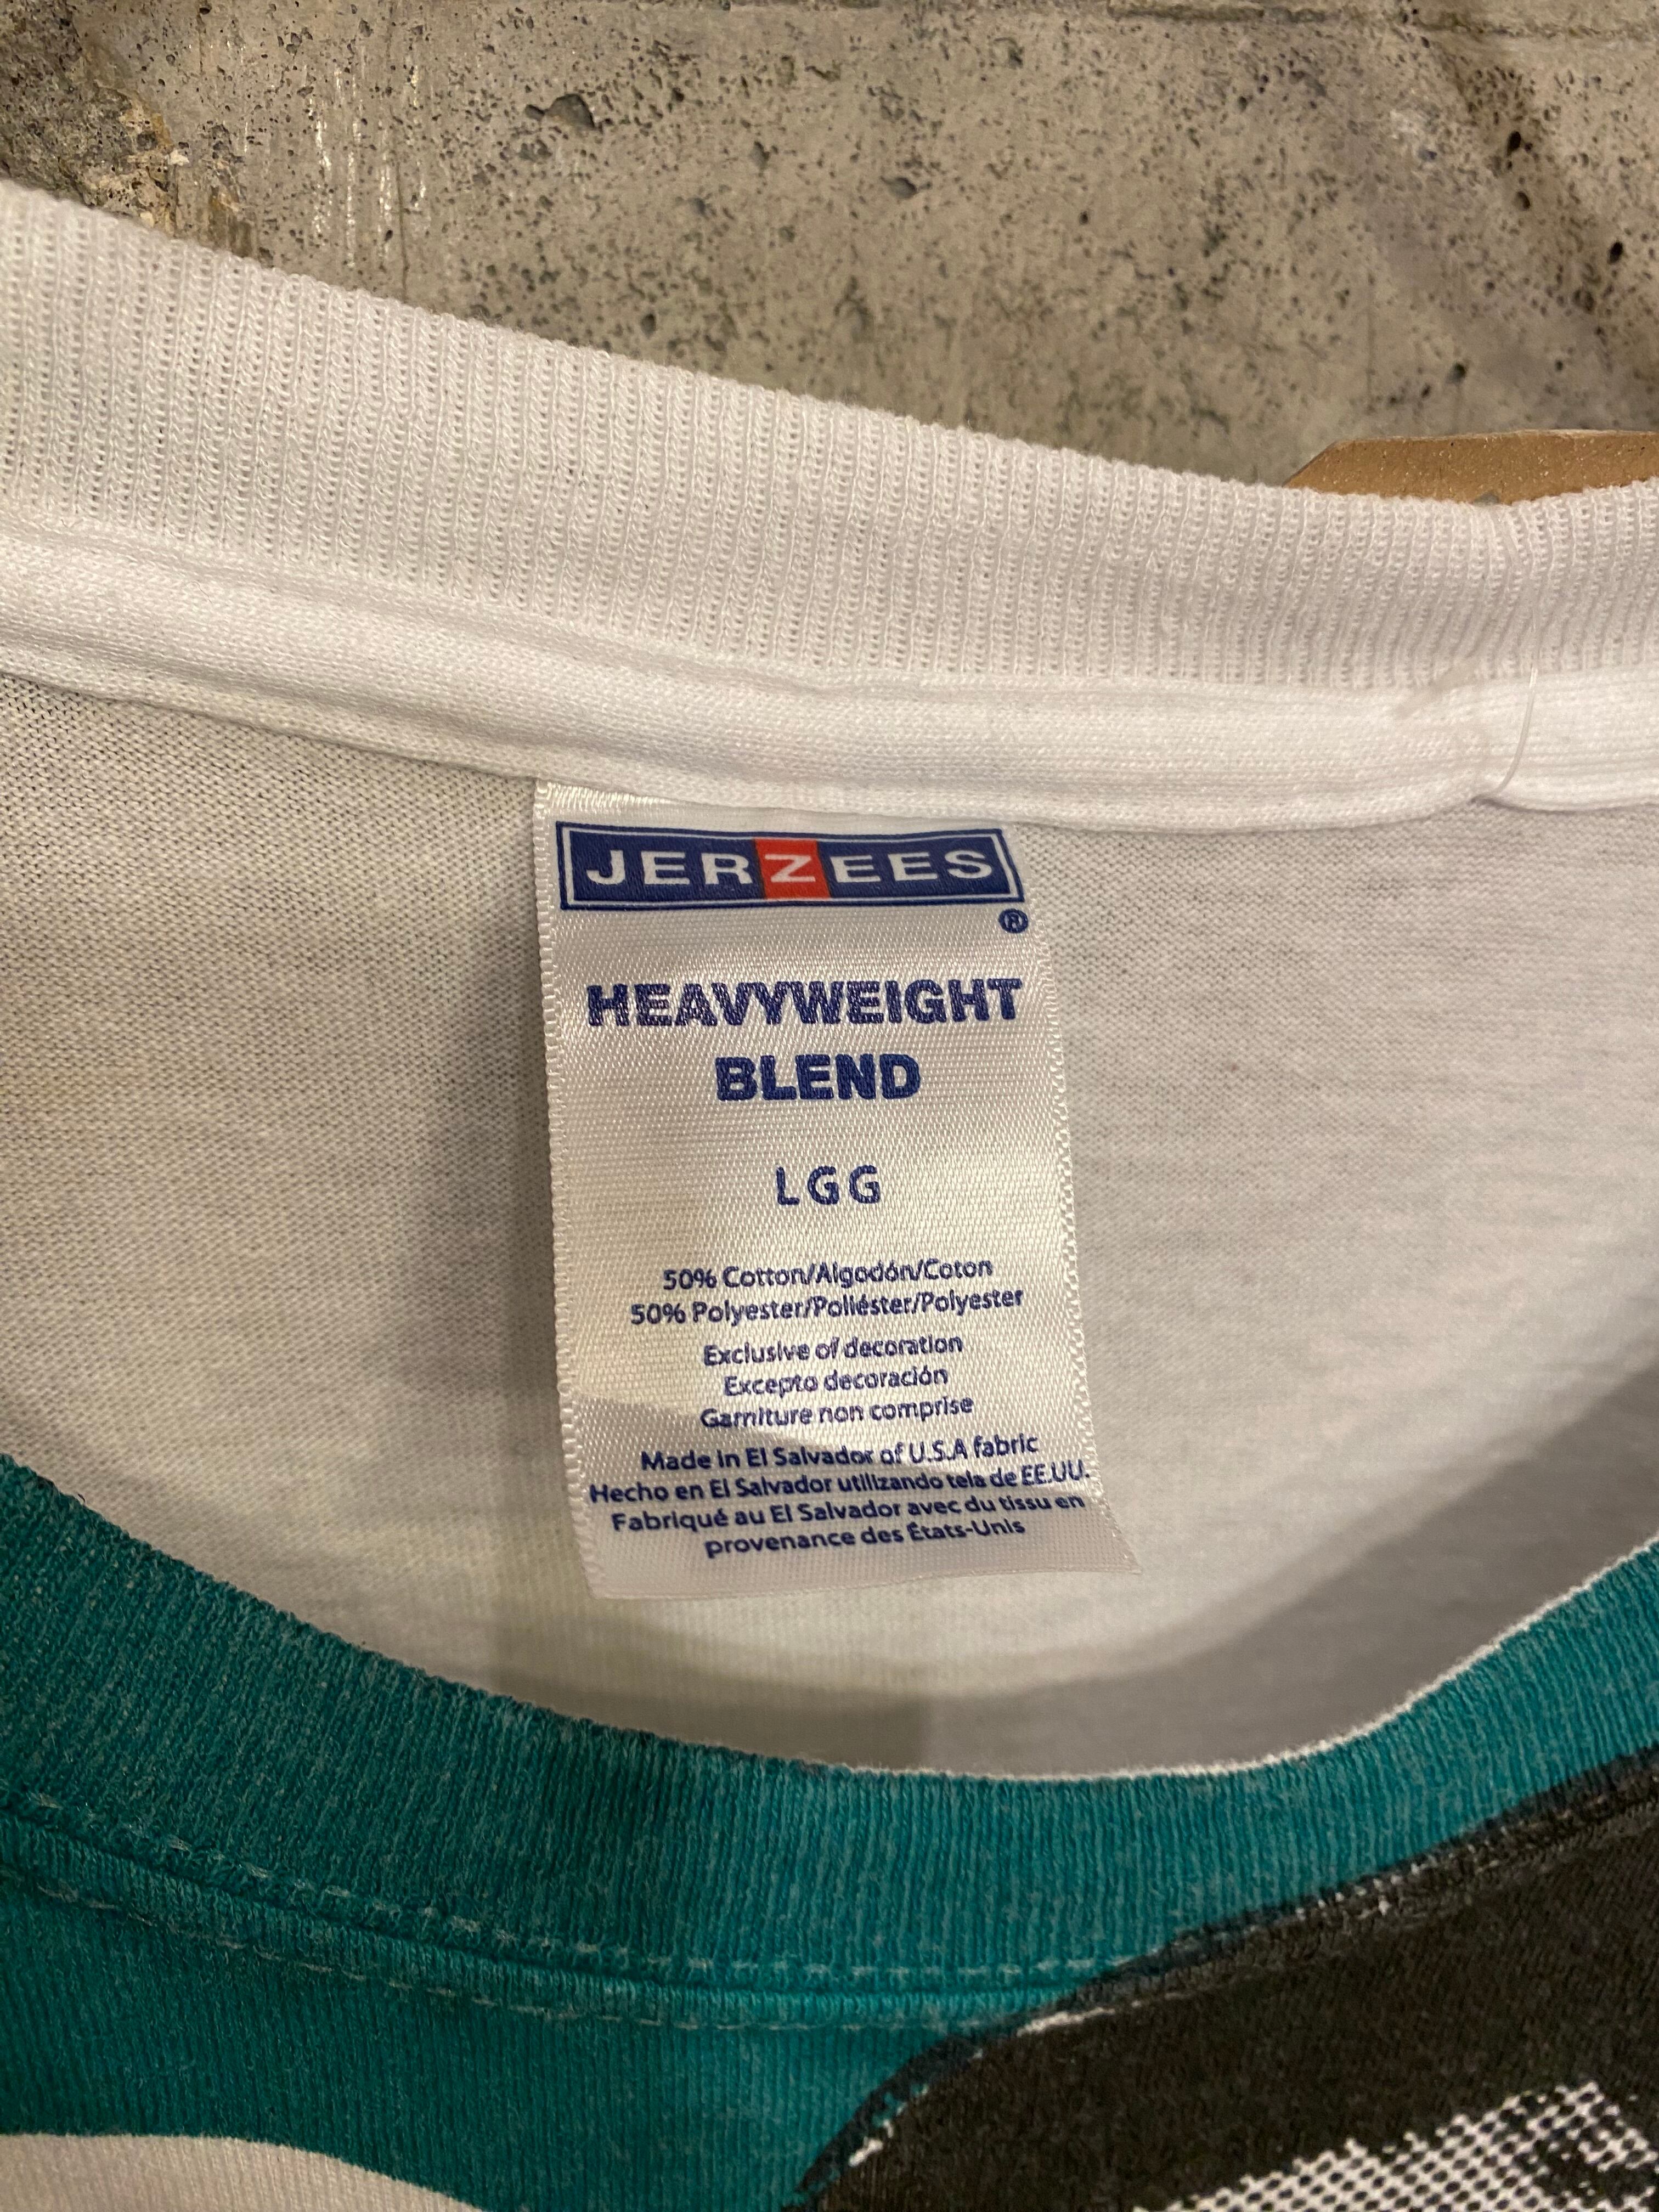 JERZEES
®
HEAVYWEIGHT
BLEND
LGG
50% Cotton/Algodón/Coton
50% Polyester/Poliéster/Polyester
Exclusive of decoration
Excepto decoración
Garniture non comprise
Made in El Salvador of U.S.A fabric
Hecho en El Salvador utilizando tela de EE.UU.
Fabriqué au El Salvador avec du tissu en
provenance des États-Unis